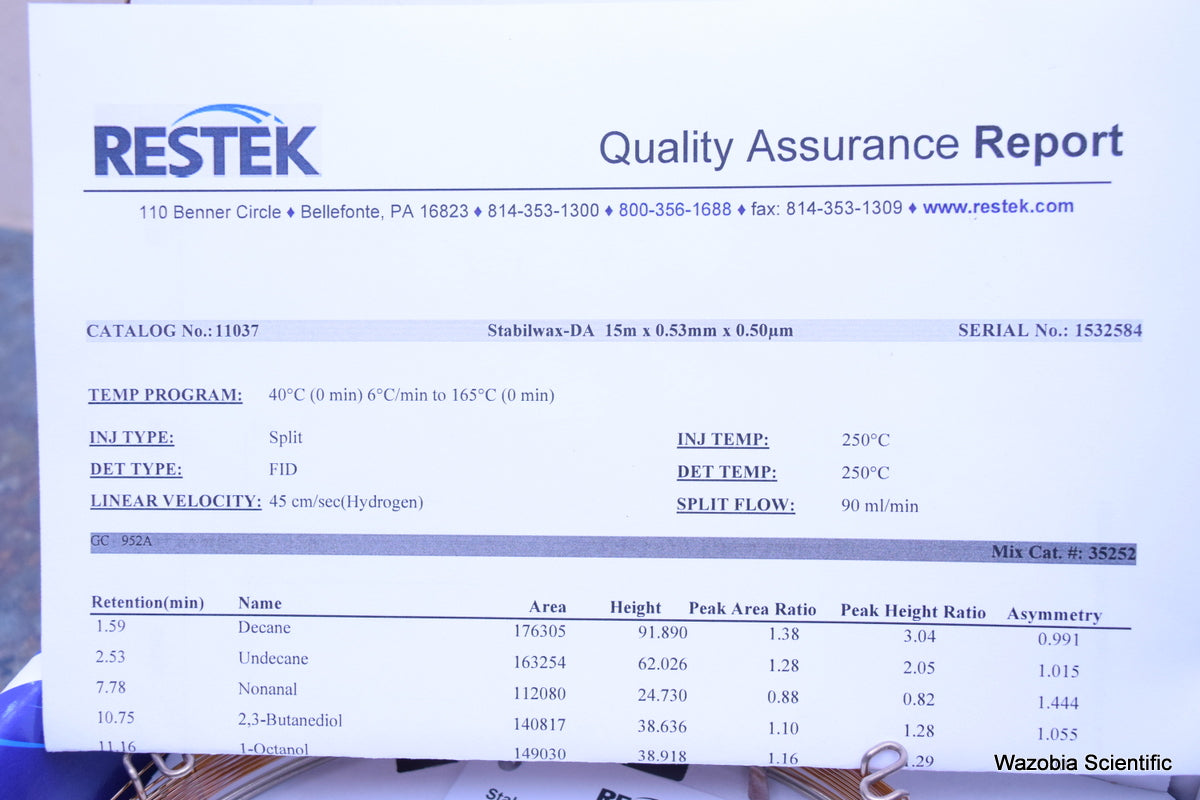 RESTEK
Quality Assurance Report
110 Benner Circle ♦ Bellefonte, PA 16823 ♦ 814-353-1300 ♦ 800-356-1688 ♦ fax: 814-353-1309 ♦ www.restek.com
CATALOG No.:11037 Stabilwax-DA 15m x 0.53mm x 0.50µm SERIAL No.: 1532584
TEMP PROGRAM: 40°C (0 min) 6°C/min to 165°C (0 min)
INJ TYPE: Split INJ TEMP: 250°C
DET TYPE: FID DET TEMP: 250°C
LINEAR VELOCITY: 45 cm/sec(Hydrogen) SPLIT FLOW: 90 ml/min
GC 952A Mix Cat. #: 35252
Retention(min) Name Area Height Peak Area Ratio Peak Height Ratio Asymmetry
1.59 Decane 176305 91.890 1.38 3.04 0.991
2.53 Undecane 163254 62.026 1.28 2.05 1.015
7.78 Nonanal 112080 24.730 0.88 0.82 1.444
10.75 2,3-Butanediol 140817 38.636 1.10 1.28 1.055
11.16 1-Octanol 149030 38.918 1.16 .29
Wazobia Scientific